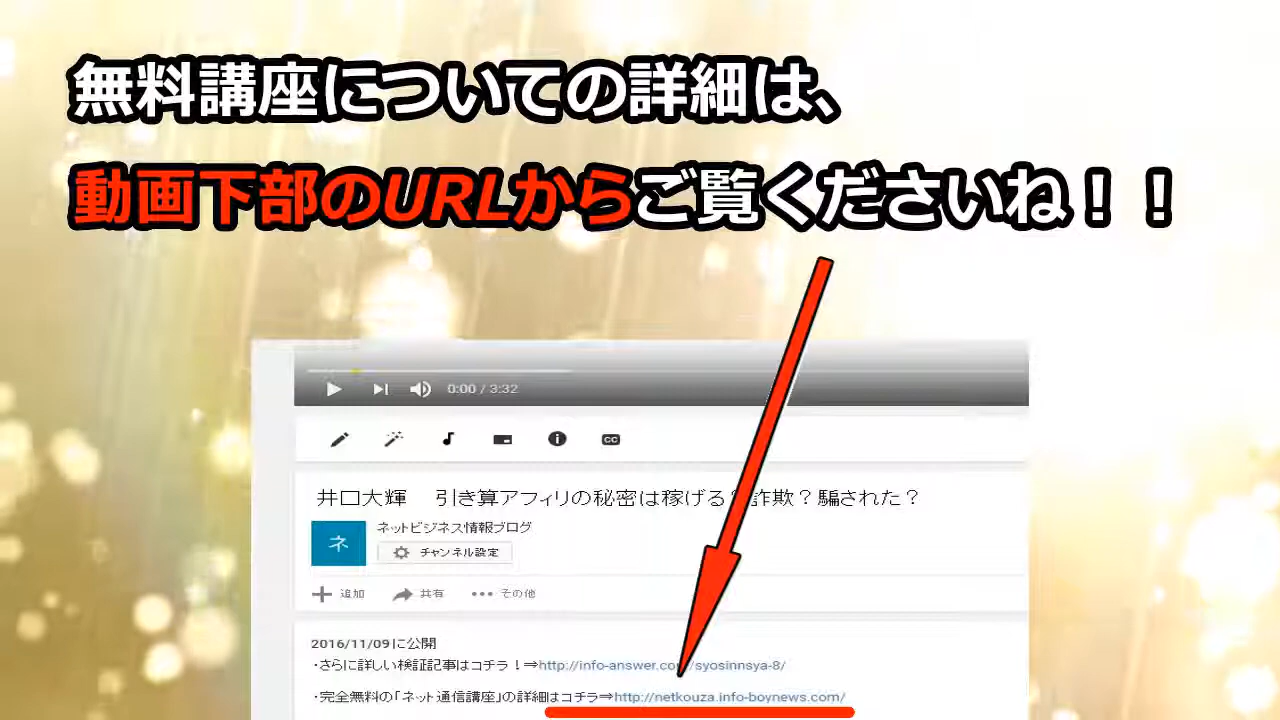 無料講座についての詳細は、
動画下部のURLからご覧くださいね！！
0:00 / 3:32
CC
井口大輝　引き算アフィリの秘密は稼げる？詐欺？騙された？
ネ
ネットビジネス情報ブログ
チャンネル設定
追加 共有 その他
2016/11/09に公開
・さらに詳しい検証記事はコチラ！⇒http://info-answer.com/syosinnsya-8/
・完全無料の「ネット通信講座」の詳細はコチラ⇒http://netkouza.info-boynews.com/